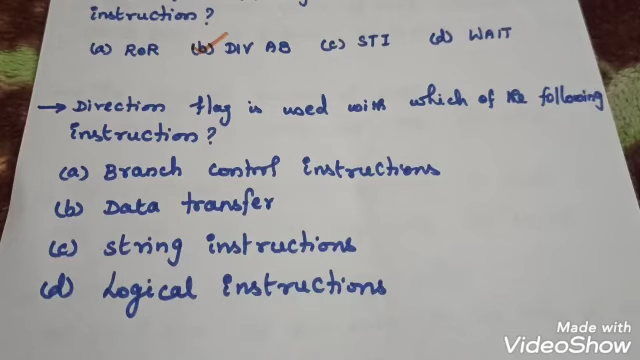 instruction?
(a) ROR (b) DIV AB (c) STI (d) WAIT
→ Direction flag is used with which of the following
instruction?
(a) Branch control instructions
(b) Data transfer
(c) string instructions
(d) Logical instructions
Made with
VideoShow